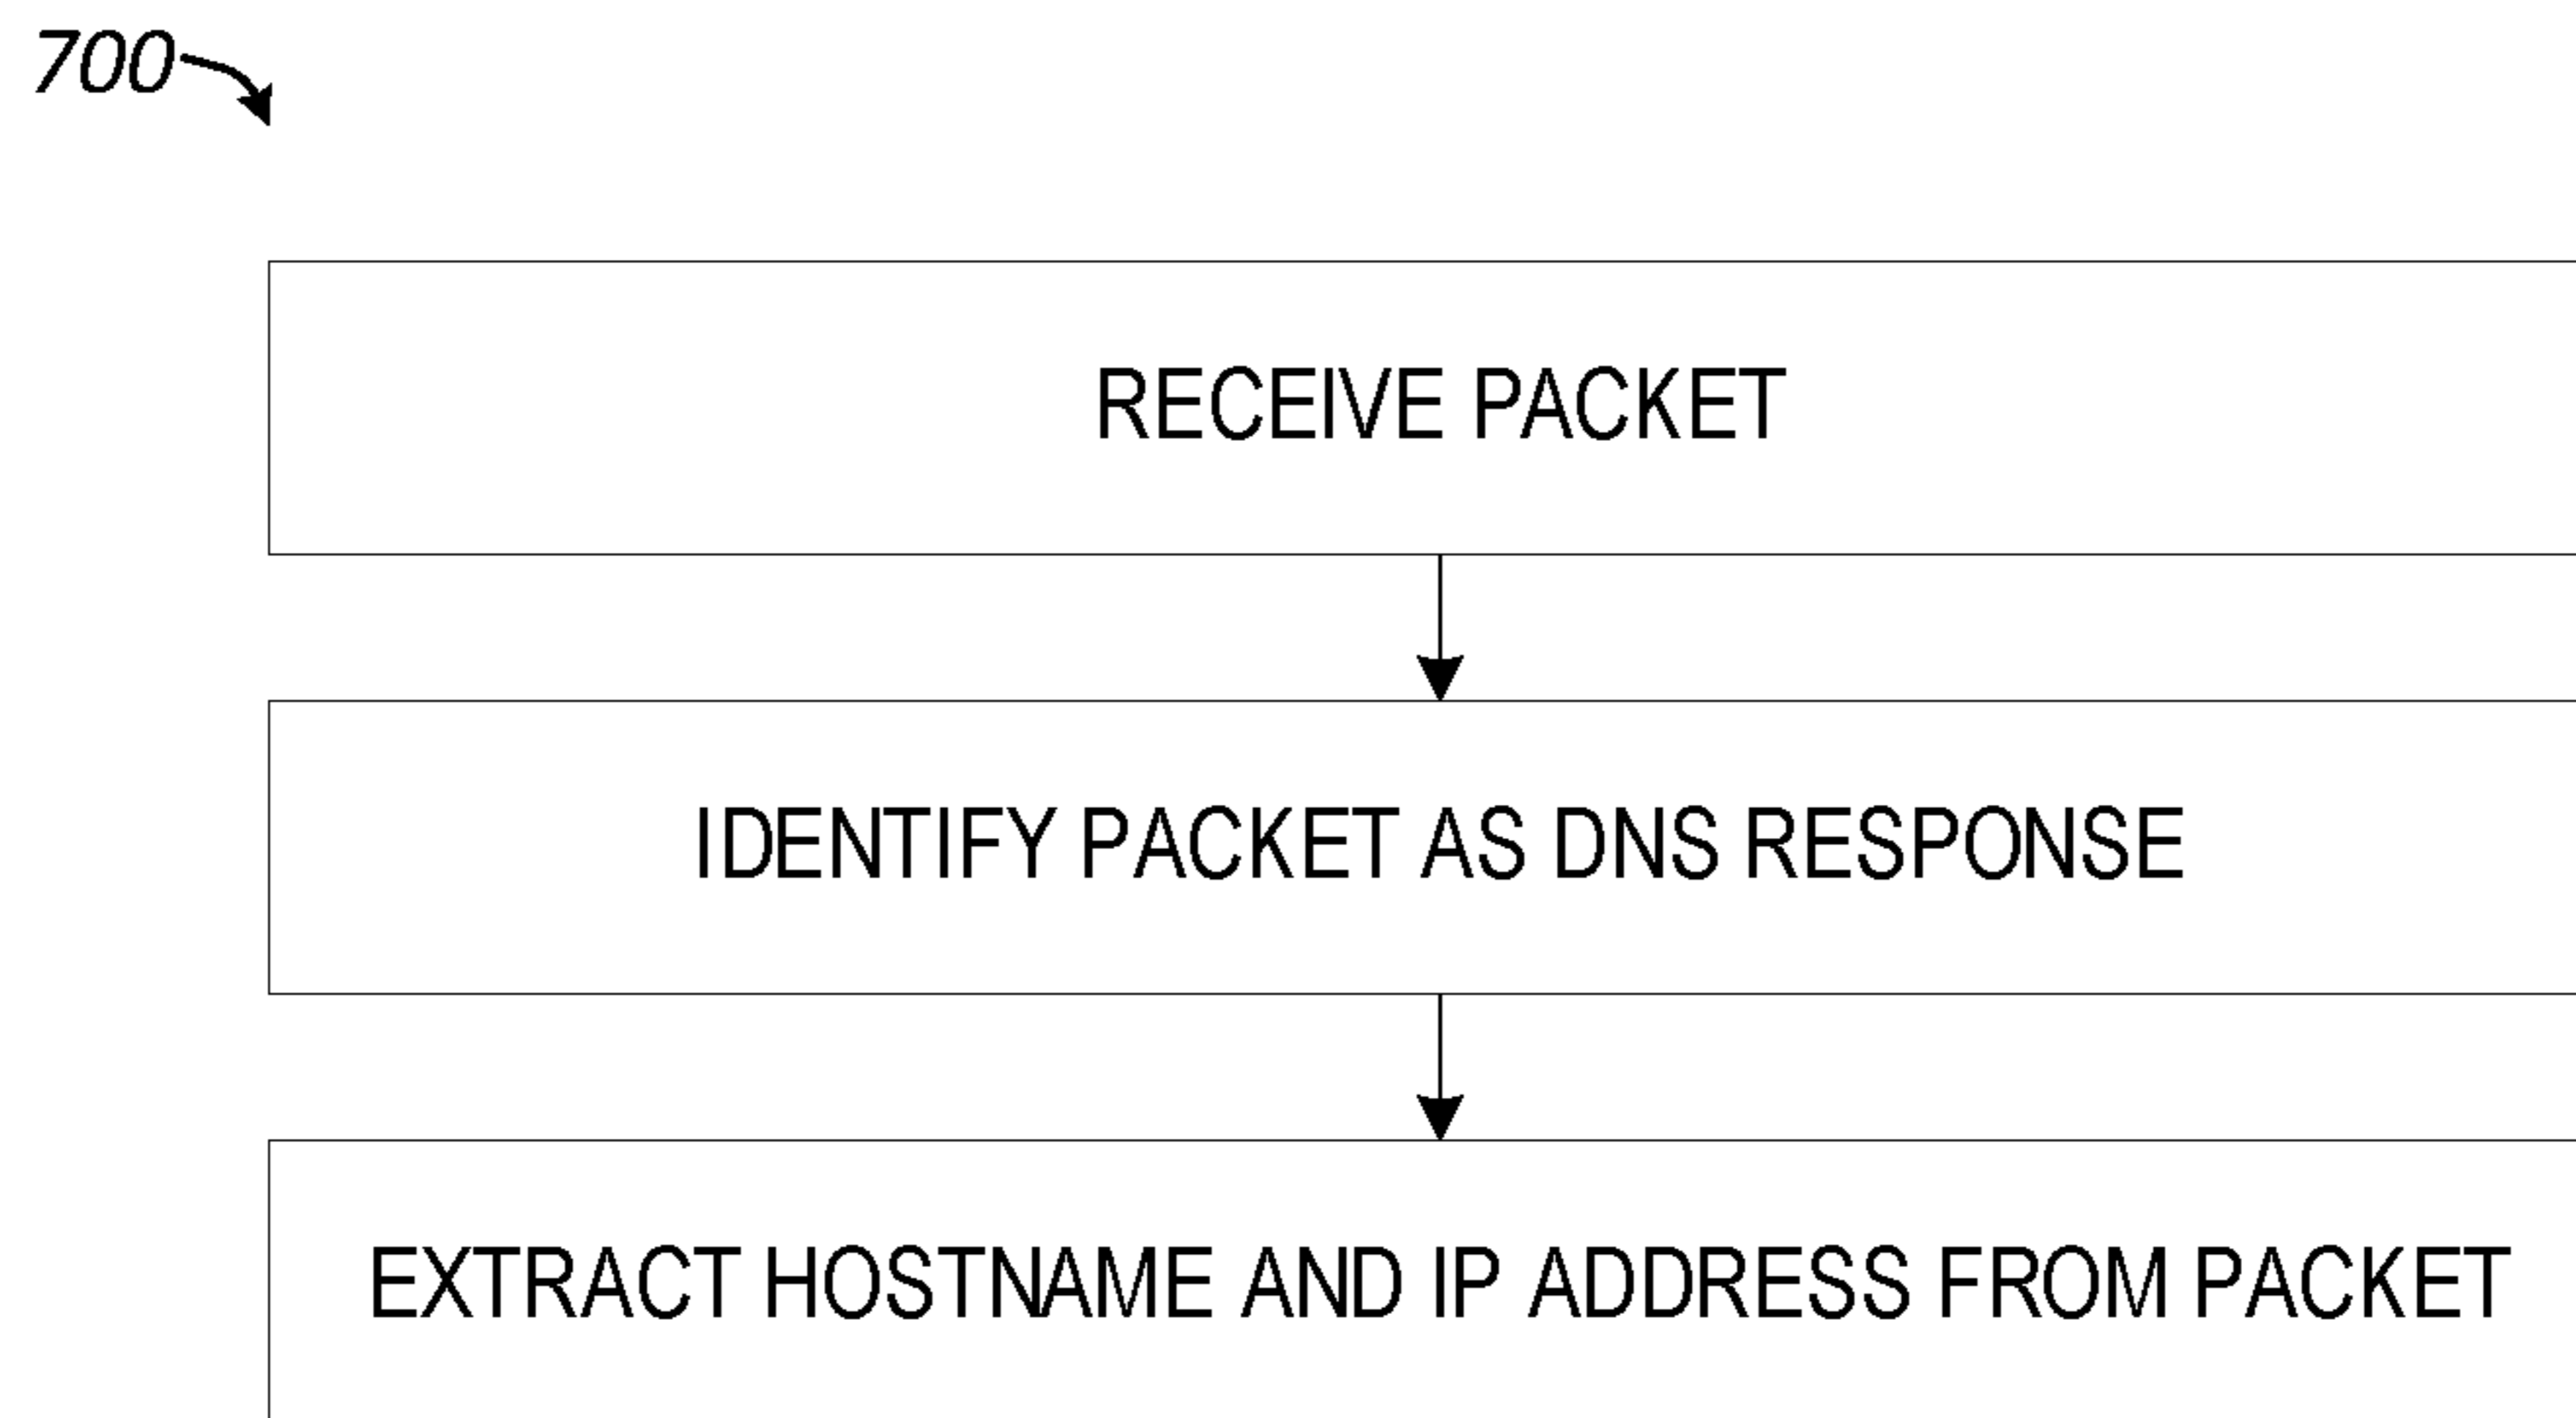 700
RECEIVE PACKET
IDENTIFY PACKET AS DNS RESPONSE
EXTRACT HOSTNAME AND IP ADDRESS FROM PACKET